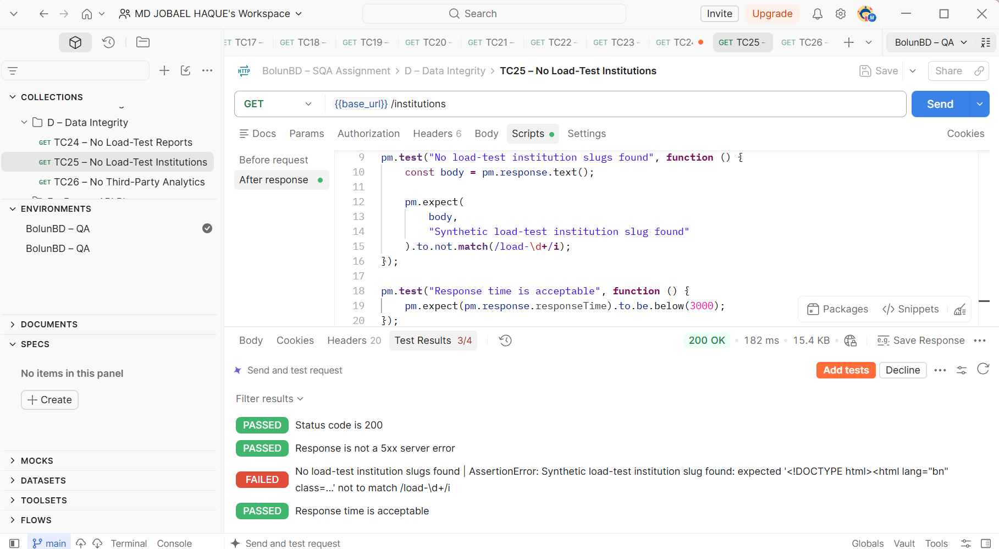 MD JOBAEL HAQUE's Workspace
Search
Invite
Upgrade
GET TC17 –
GET TC18 –
GET TC19 –
GET TC20 –
GET TC21 –
GET TC22 –
GET TC23 –
GET TC24
GET TC25 –
GET TC26 –
BolunBD – QA
COLLECTIONS
D – Data Integrity
GET TC24 – No Load-Test Reports
GET TC25 – No Load-Test Institutions
GET TC26 – No Third-Party Analytics
ENVIRONMENTS
BolunBD – QA
BolunBD – QA
DOCUMENTS
SPECS
No items in this panel
Create
MOCKS
DATASETS
TOOLSETS
FLOWS
HTTP BolunBD – SQA Assignment > D – Data Integrity > TC25 – No Load-Test Institutions
Save
Share
GET {{base_url}} /institutions
Send
Docs Params Authorization Headers 6 Body Scripts Settings Cookies
Before request
After response
9 pm.test("No load-test institution slugs found", function () {
10 const body = pm.response.text();
11
12 pm.expect(
13 body,
14 "Synthetic load-test institution slug found"
15 ).to.not.match(/load-\d+/i);
16 });
17
18 pm.test("Response time is acceptable", function () {
19 pm.expect(pm.response.responseTime).to.be.below(3000);
20 });
Packages </> Snippets
Body Cookies Headers 20 Test Results 3/4
200 OK • 182 ms • 15.4 KB
e.g. Save Response
Send and test request
Add tests Decline
Filter results
PASSED Status code is 200
PASSED Response is not a 5xx server error
FAILED No load-test institution slugs found | AssertionError: Synthetic load-test institution slug found: expected '<!DOCTYPE html><html lang="bn"
class=...' not to match /load-\d+/i
PASSED Response time is acceptable
main Terminal Console
Send and test request
Globals Vault Tools